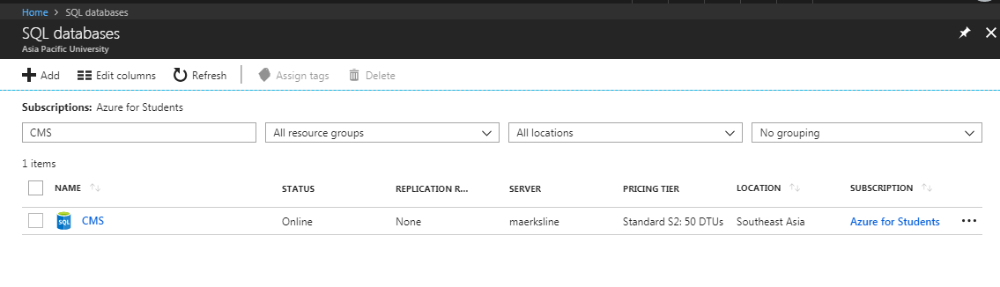 Home > SQL databases
SQL databases
Asia Pacific University
Add Edit columns Refresh Assign tags Delete
Subscriptions: Azure for Students
CMS All resource groups All locations No grouping
1 items
NAME STATUS REPLICATION R... SERVER PRICING TIER LOCATION SUBSCRIPTION
SQL CMS Online None maerksline Standard S2: 50 DTUs Southeast Asia Azure for Students ...